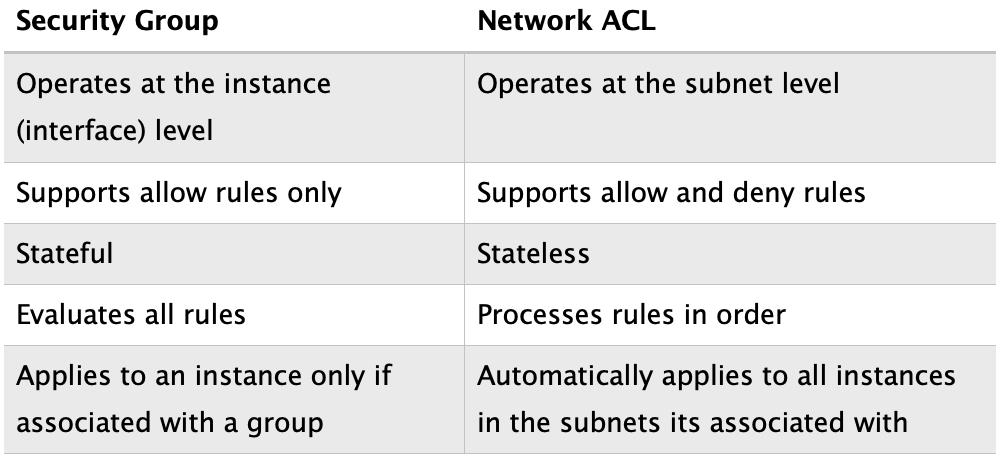 Security Group
Network ACL
Operates at the instance
(interface) level
Operates at the subnet level
Supports allow rules only
Supports allow and deny rules
Stateful
Stateless
Evaluates all rules
Processes rules in order
Applies to an instance only if
associated with a group
Automatically applies to all instances
in the subnets its associated with